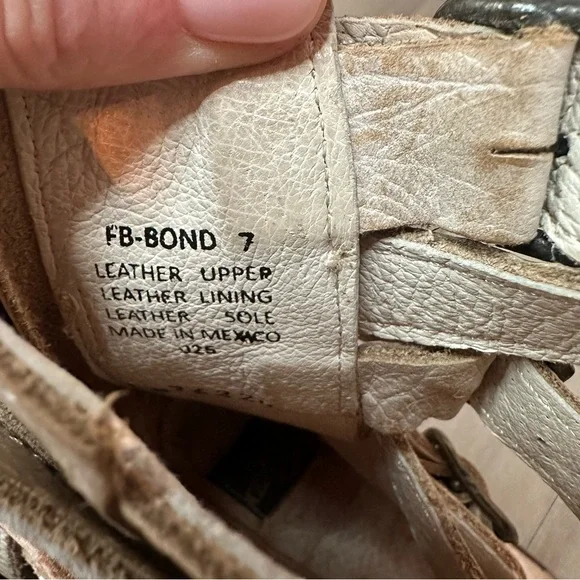 FB-BOND 7
LEATHER UPPER
LEATHER LINING
LEATHER SOLE
MADE IN MEXICO